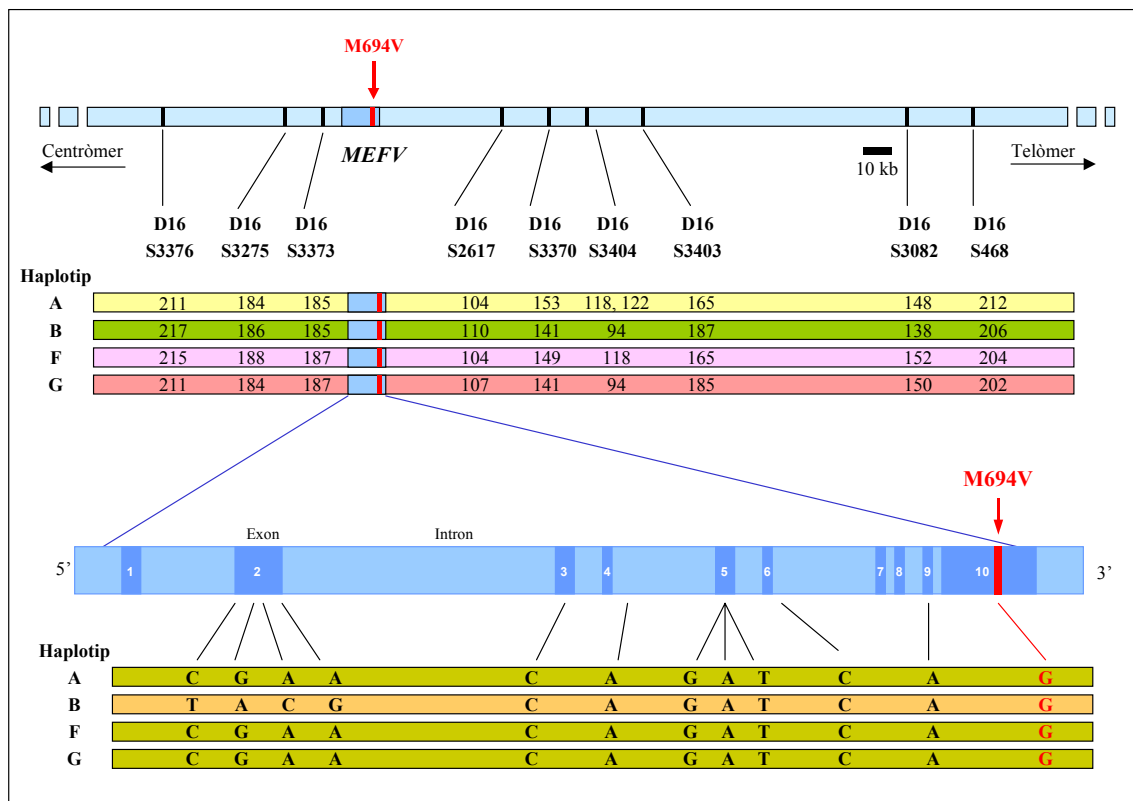 M694V
Centròmer
MEFV
10 kb
Telòmer
D16 D16 D16 D16 D16 D16 D16 D16 D16
S3376 S3275 S3373 S2617 S3370 S3404 S3403 S3082 S468
Haplotip
A 211 184 185 104 153 118, 122 165 148 212
B 217 186 185 110 141 94 187 138 206
F 215 188 187 104 149 118 165 152 204
G 211 184 187 107 141 94 185 150 202
M694V
Exon Intron
5’ 1 2 3 4 5 6 7 8 9 10 3’
Haplotip
A C G A A C A G A T C A G
B T A C G C A G A T C A G
F C G A A C A G A T C A G
G C G A A C A G A T C A G